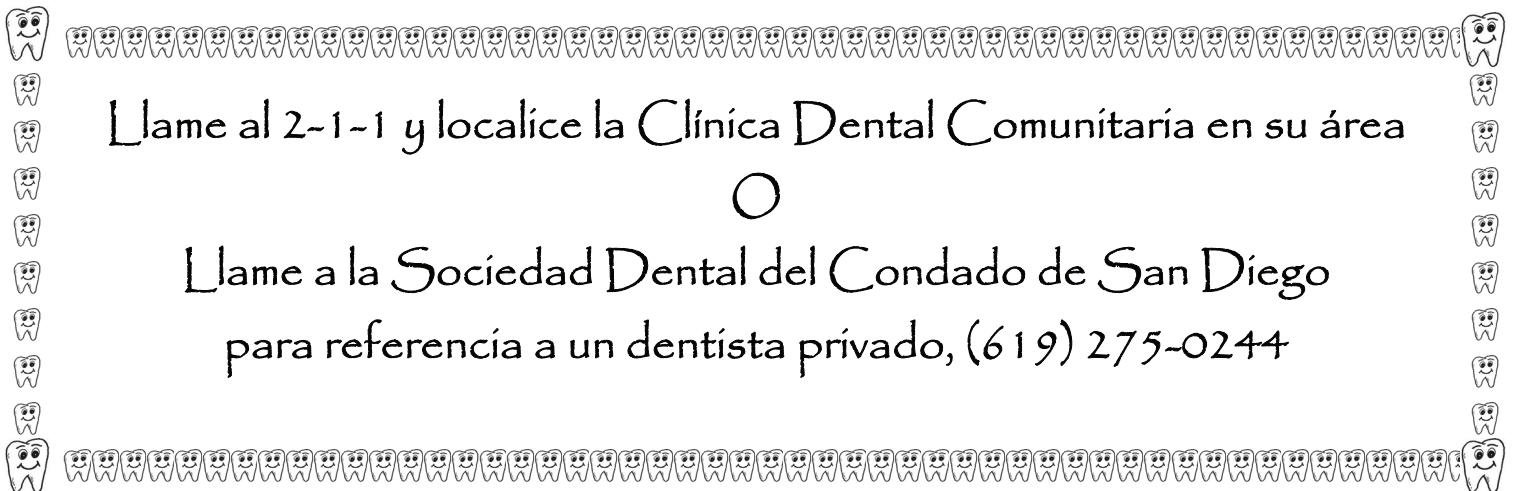 Llame al 2-1-1 y localice la Clínica Dental Comunitaria en su área
O
Llame a la Sociedad Dental del Condado de San Diego
para referencia a un dentista privado, (619) 275-0244